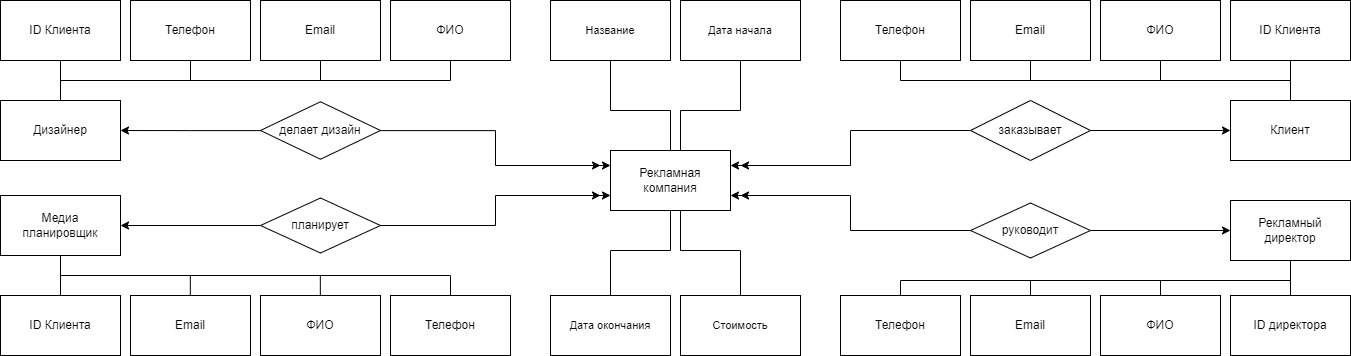 ID Клиента
Телефон
Email
ФИО
Название
Дата начала
Телефон
Email
ФИО
ID Клиента
Дизайнер
делает дизайн
заказывает
Клиент
Рекламная
компания
Медиа
планировщик
планирует
руководит
Рекламный
директор
ID Клиента
Email
ФИО
Телефон
Дата окончания
Стоимость
Телефон
Email
ФИО
ID директора